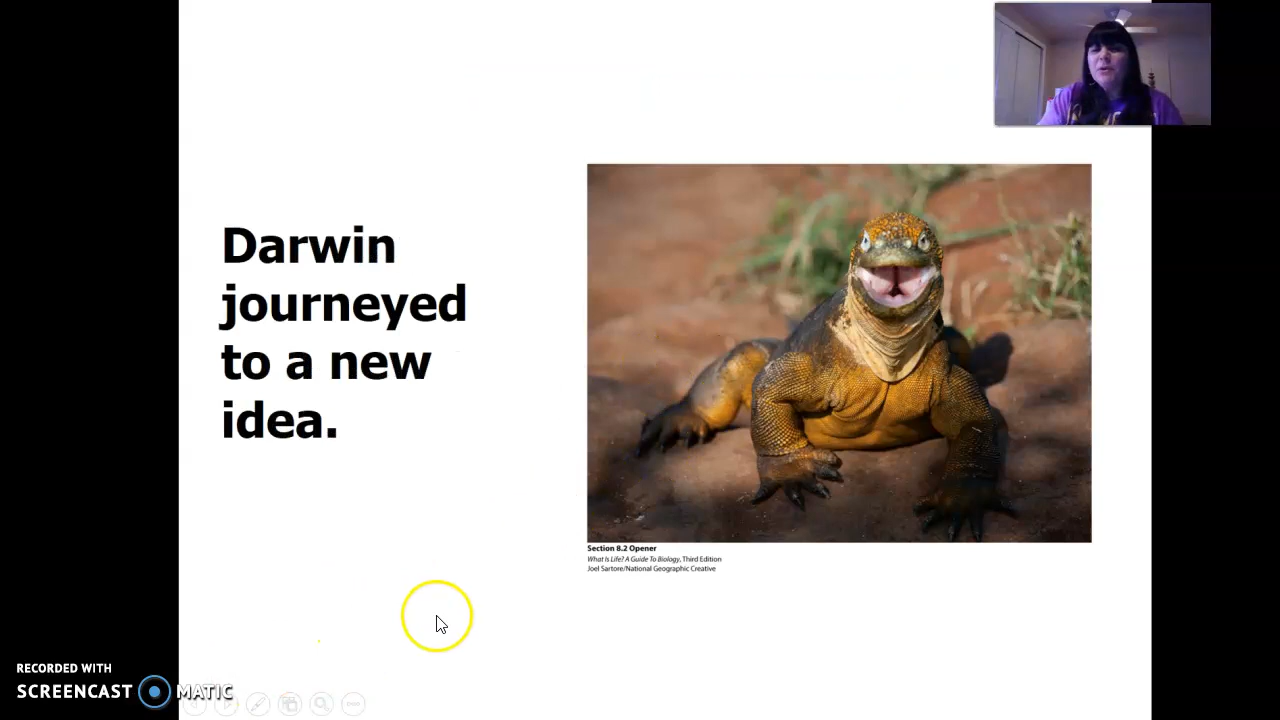 Darwin
journeyed
to a new
idea.
Section 8.2 Opener
What Is Life? A Guide To Biology, Third Edition
Joel Sartore/National Geographic Creative
RECORDED WITH
SCREENCAST MATIC